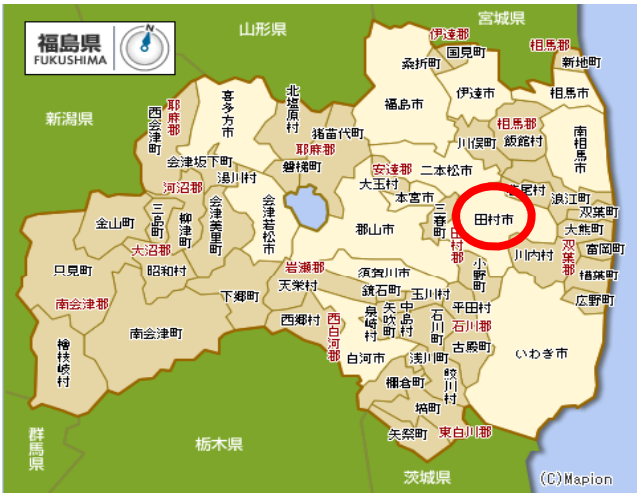 福島県
FUKUSHIMA
N
山形県
宮城県
新潟県
群馬県
栃木県
茨城県
伊達郡
桑折町
国見町
相馬郡
新地町
福島市
伊達市
相馬市
北塩原村
喜多方市
耶麻郡
西会津町
猪苗代町
耶麻郡
磐梯町
相馬郡
川俣町
飯館村
南相馬市
会津坂下町
湯川村
安達郡
二本松市
大玉村
本宮市
河沼郡
浪江町
金山町
三島町
柳津町
会津美里町
会津若松市
郡山市
三春町
田村郡
田村市
双葉町
大熊町
双葉郡
富岡町
川内村
楢葉町
広野町
大沼郡
只見町
昭和村
岩瀬郡
天栄村
須賀川市
小野町
南会津郡
下郷町
鏡石町
玉川村
平田村
南会津町
西郷村
西白河郡
泉崎村
矢吹町
中島村
石川町
石川郡
古殿町
檜枝岐村
白河市
浅川町
鮫川村
いわき市
棚倉町
塙町
矢祭町
東白川郡
(C)Mapion